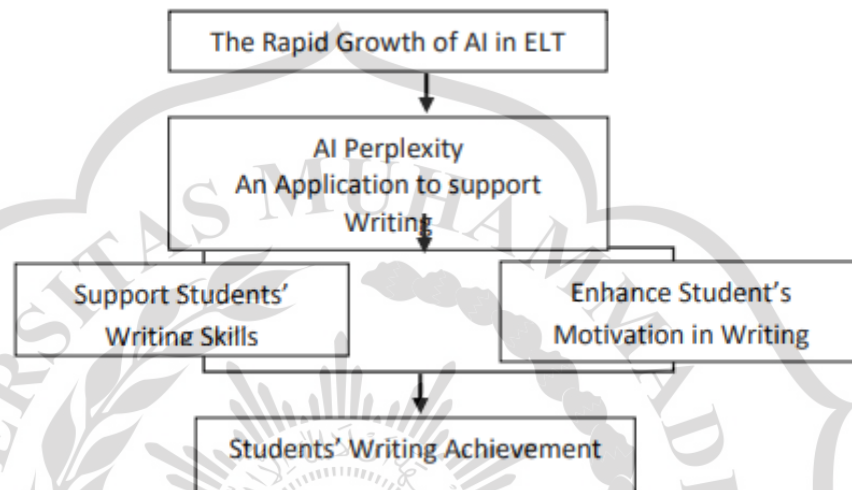 The Rapid Growth of AI in ELT
AI Perplexity
An Application to support
Writing
Support Students'
Writing Skills
Enhance Student's
Motivation in Writing
Students' Writing Achievement